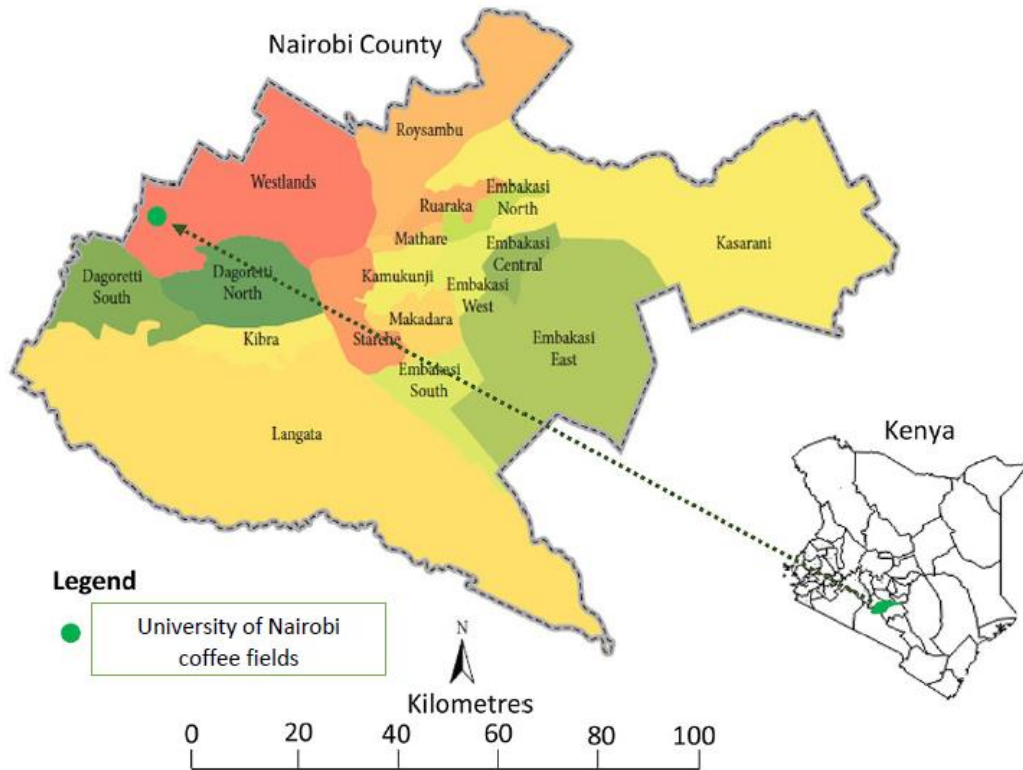 Nairobi County
Roysambu
Westlands
Ruaraka
Embakasi
North
Mathare
Kasarani
Dagoretti
South
Dagoretti
North
Kamukunji
Embakasi
Central
Embakasi
West
Makadara
Kibra
Starehe
Embakasi
East
Embakasi
South
Langata
Kenya
Legend
University of Nairobi
coffee fields
N
Kilometres
0 20 40 60 80 100